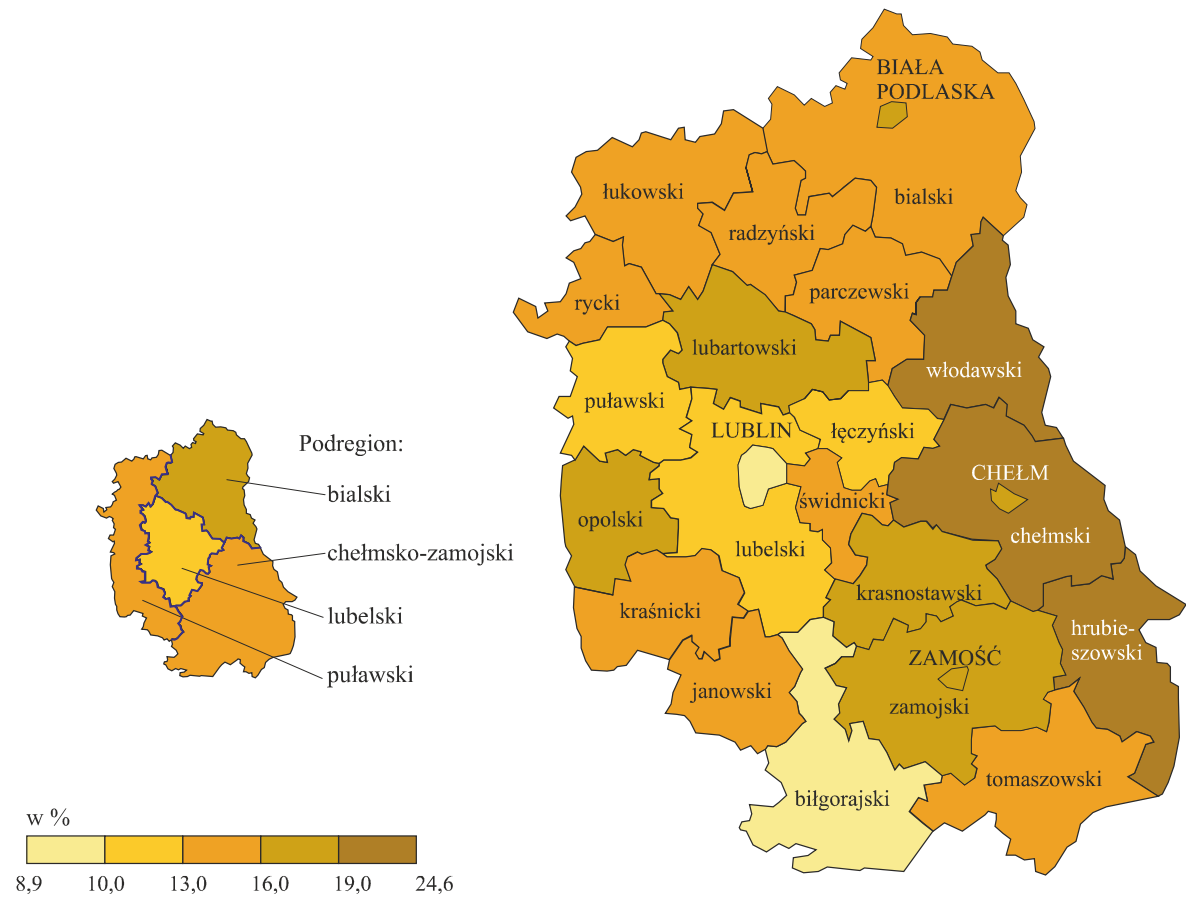 BIAŁA
PODLASKA
bialski
łukowski
radzyński
rycki
parczewski
lubartowski
włodawski
puławski
LUBLIN
łęczyński
CHEŁM
chełmski
opolski
świdnicki
lubelski
krasnostawski
kraśnicki
hrubie-
szowski
ZAMOŚĆ
zamojski
janowski
tomaszowski
biłgorajski
Podregion:
bialski
chełmsko-zamojski
lubelski
puławski
w %
8,9 10,0 13,0 16,0 19,0 24,6